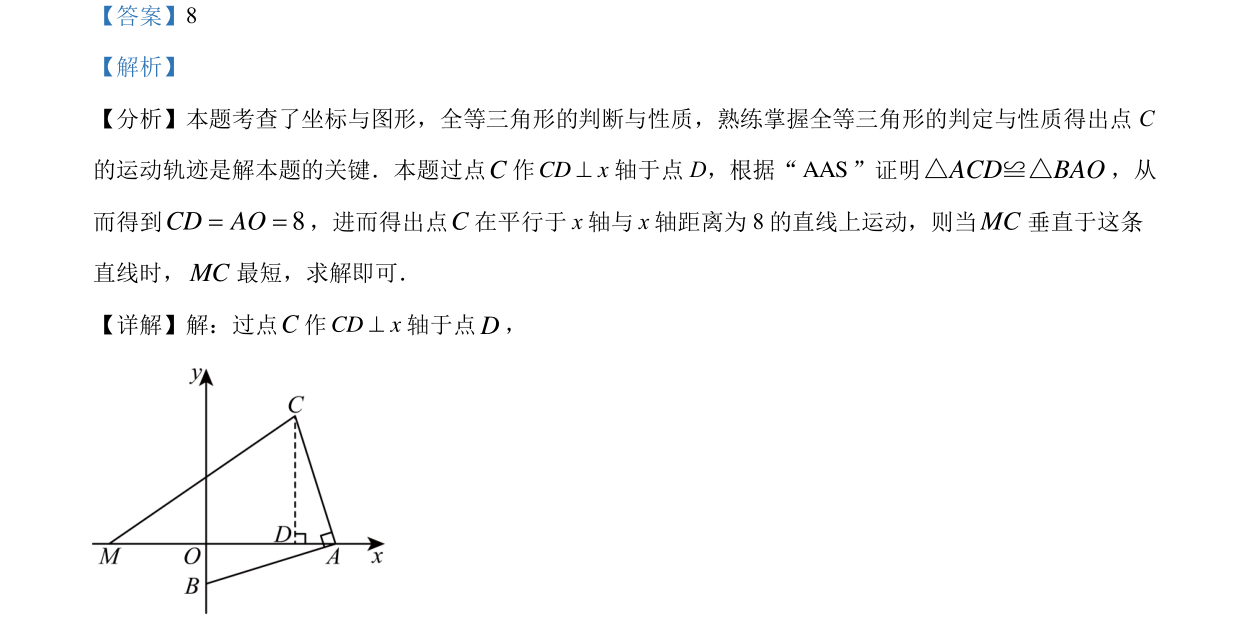 【答案】8
【解析】
【分析】本题考查了坐标与图形，全等三角形的判断与性质，熟练掌握全等三角形的判定与性质得出点 C
的运动轨迹是解本题的关键．本题过点 C 作 CD ⊥ x 轴于点 D，根据“ AAS ”证明 △ACD≌△BAO ，从
而得到 CD = AO = 8 ，进而得出点 C 在平行于 x 轴与 x 轴距离为 8 的直线上运动，则当 MC 垂直于这条
直线时， MC 最短，求解即可．
【详解】解：过点 C 作 CD ⊥ x 轴于点 D ，
y
C
D
M
O
A
x
B